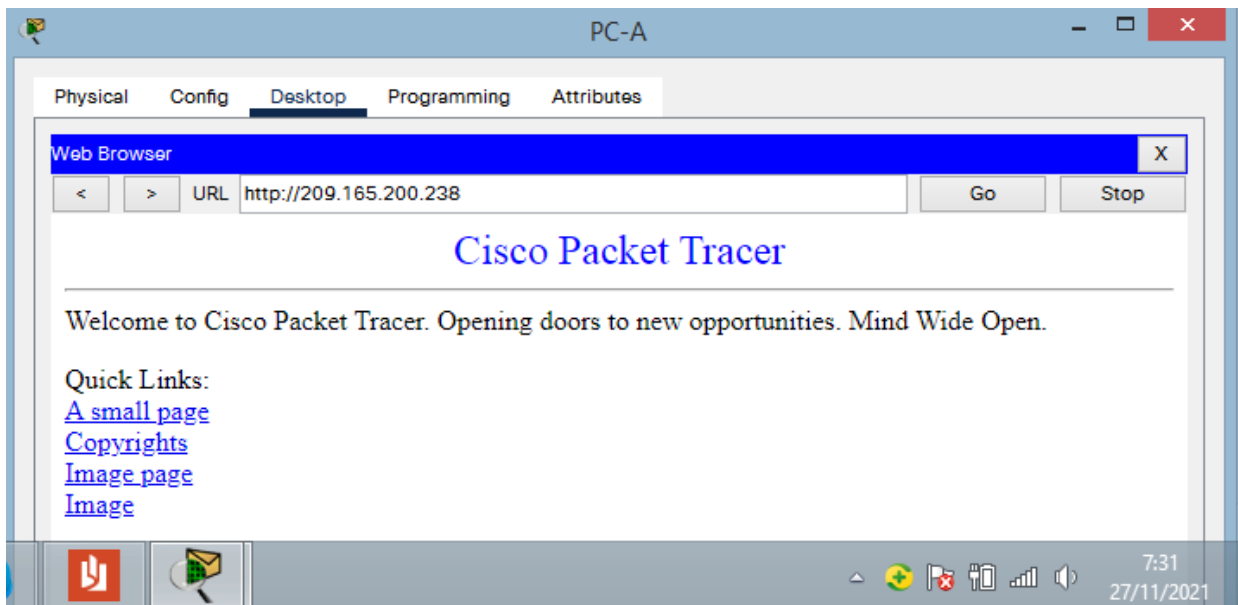 PC-A
Physical Config Desktop Programming Attributes
Web Browser X
< > URL http://209.165.200.238 Go Stop
Cisco Packet Tracer
Welcome to Cisco Packet Tracer. Opening doors to new opportunities. Mind Wide Open.
Quick Links:
A small page
Copyrights
Image page
Image
7:31
27/11/2021